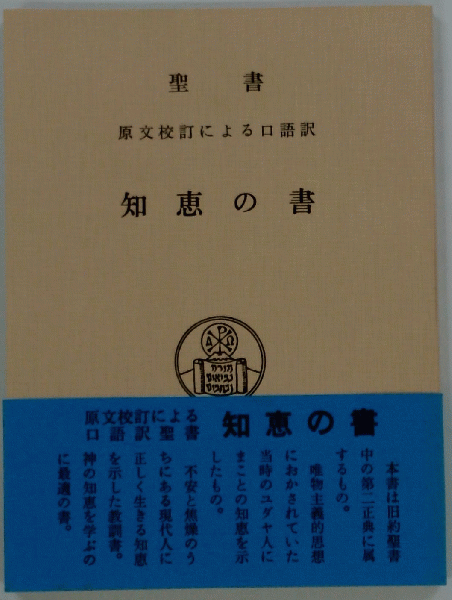 聖書
原文校訂による口語訳
知恵の書
Α Ω
תורה
נביאים
וכתובים
原文校訂による
口語訳聖書
知恵の書
本書は旧約聖書
中の第二正典に属
するもの。
唯物主義的思想
におかされていた
当時のユダヤ人に
まことの知恵を示
したもの。
不安と焦燥のう
ちにある現代人に
正しく生きる知恵
を示した教訓書。
神の知恵を学ぶの
に最適の書。